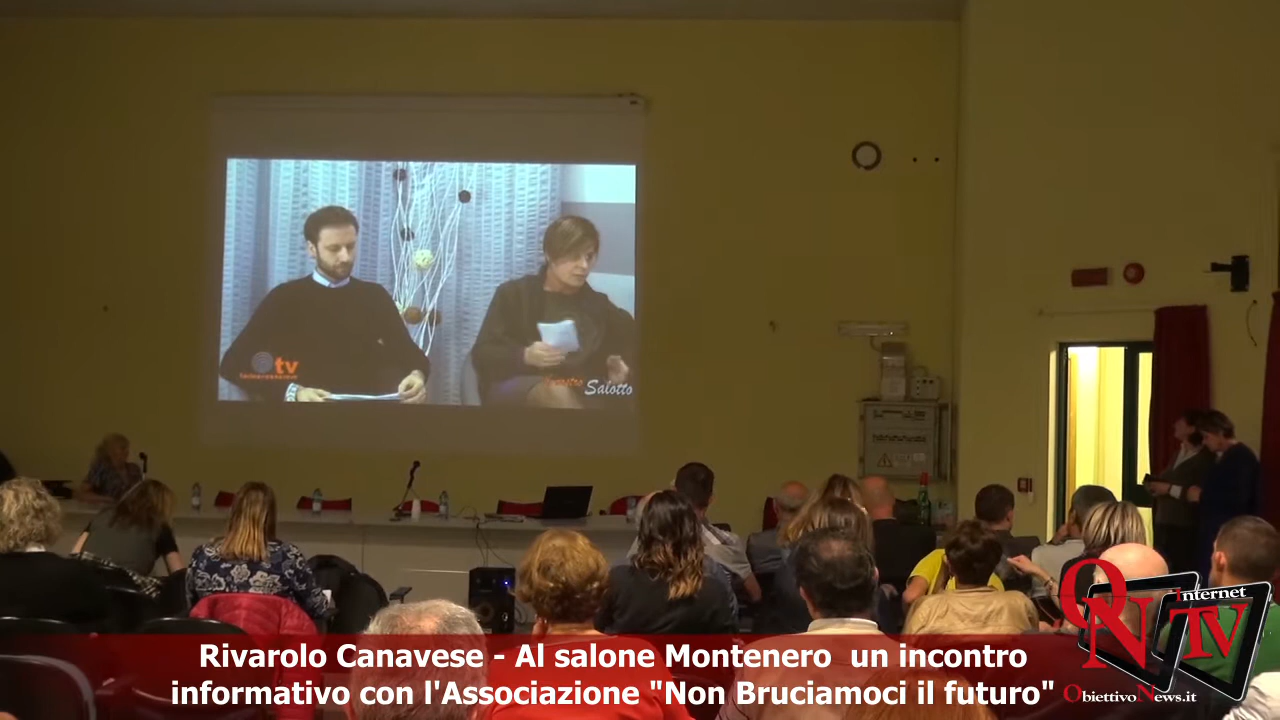 tv
Salotto
Rivarolo Canavese - Al salone Montenero un incontro
informativo con l'Associazione "Non Bruciamoci il futuro"
ON
Internet
TV
ObiettivoNews.it